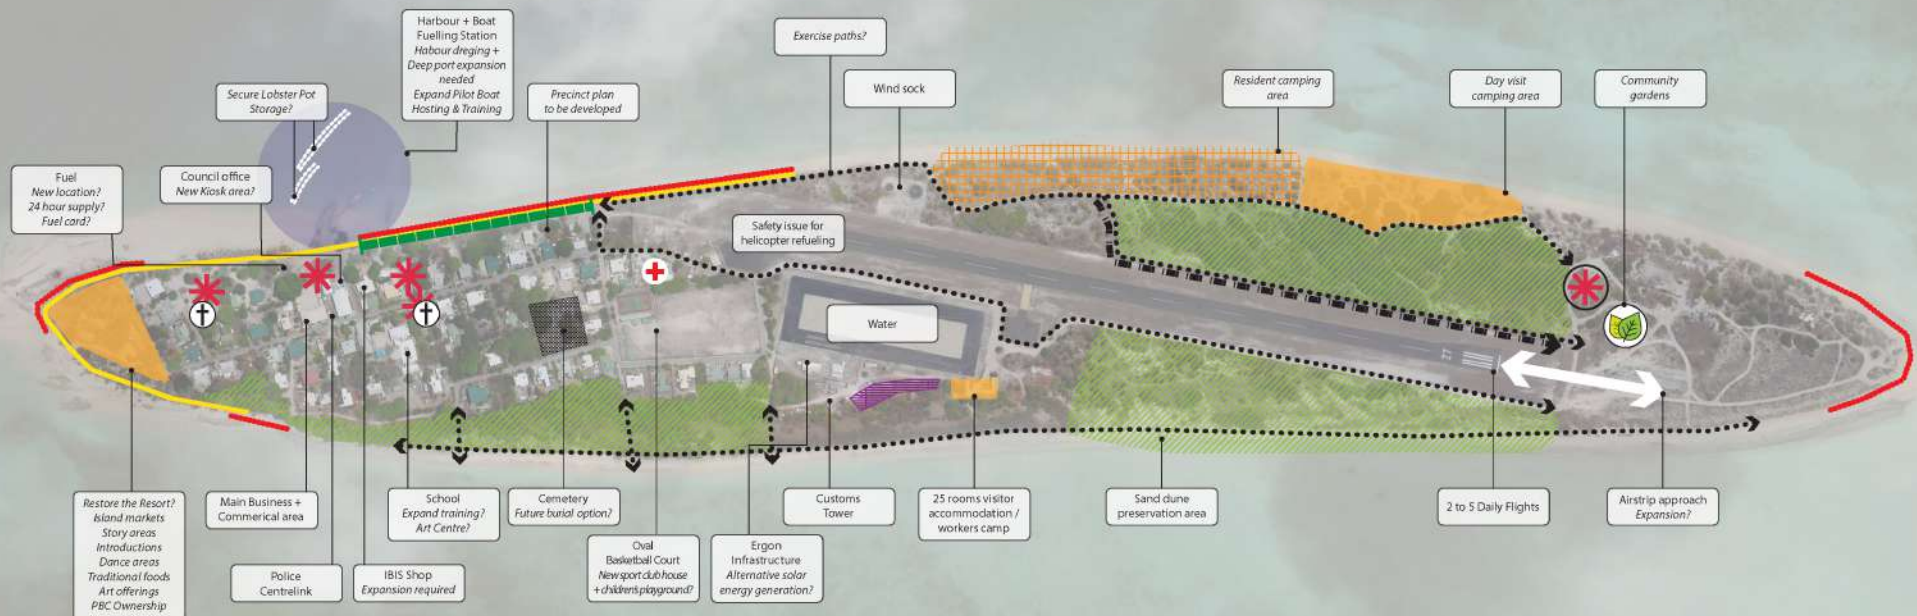 Harbour + Boat
Fuelling Station
Habour dreging +
Deep port expansion
needed
Expand Pilot Boat
Hosting & Training
Exercise paths?
Secure Lobster Pot
Storage?
Precinct plan
to be developed
Wind sock
Resident camping
area
Day visit
camping area
Community
gardens
Fuel
New location?
24 hour supply?
Fuel card?
Council office
New Kiosk area?
Safety issue for
helicopter refueling
Water
27
Restore the Resort?
Island markets
Story areas
Introductions
Dance areas
Traditional foods
Art offerings
PBC Ownership
Main Business +
Commerical area
Police
Centrelink
IBIS Shop
Expansion required
School
Expand training?
Art Centre?
Cemetery
Future burial option?
Oval
Basketball Court
New sport club house
+ children's playground?
Ergon
Infrastructure
Alternative solar
energy generation?
Customs
Tower
25 rooms visitor
accommodation /
workers camp
Sand dune
preservation area
2 to 5 Daily Flights
Airstrip approach
Expansion?